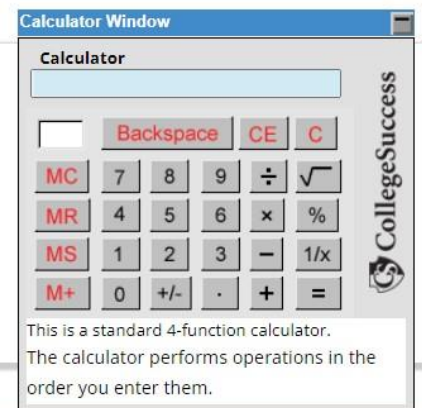 Calculator Window
Calculator
Backspace CE C
MC 7 8 9 ÷ √
MR 4 5 6 × %
MS 1 2 3 − 1/x
M+ 0 +/- . + =
CS CollegeSuccess
This is a standard 4-function calculator.
The calculator performs operations in the
order you enter them.